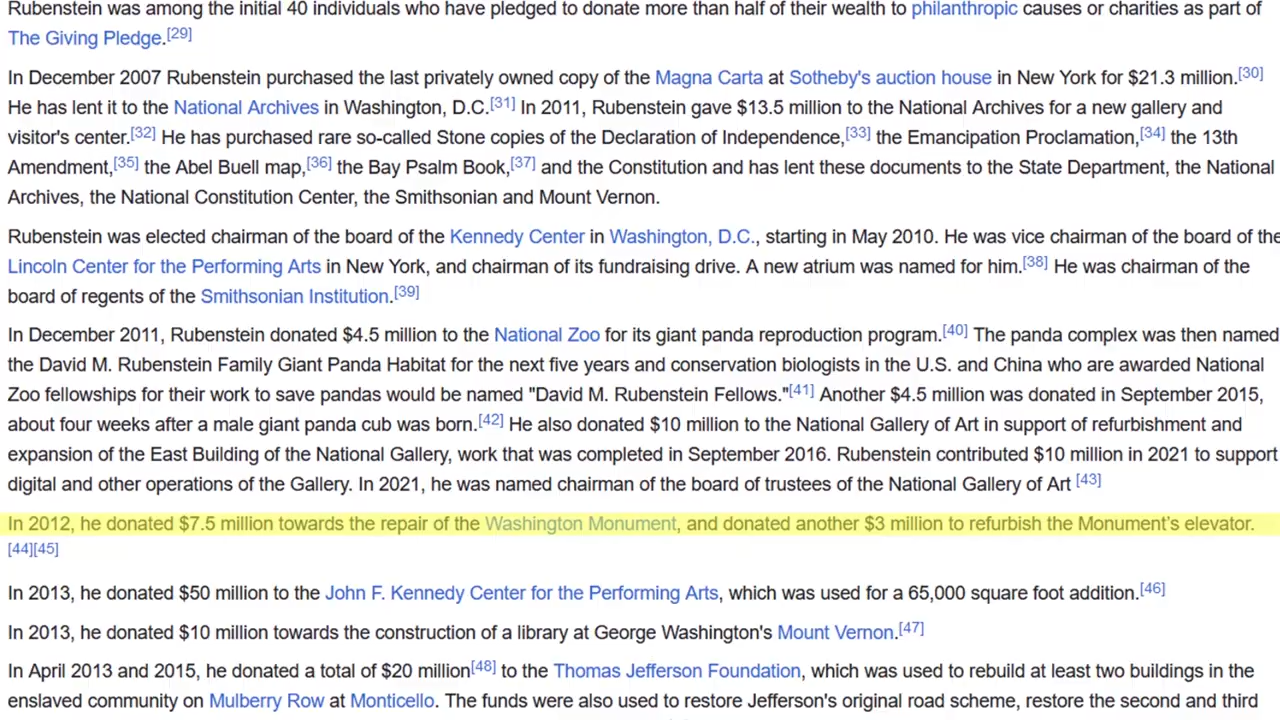 Rubenstein was among the initial 40 individuals who have pledged to donate more than half of their wealth to philanthropic causes or charities as part of
The Giving Pledge.[29]
In December 2007 Rubenstein purchased the last privately owned copy of the Magna Carta at Sotheby's auction house in New York for $21.3 million.[30]
He has lent it to the National Archives in Washington, D.C.[31] In 2011, Rubenstein gave $13.5 million to the National Archives for a new gallery and
visitor's center.[32] He has purchased rare so-called Stone copies of the Declaration of Independence,[33] the Emancipation Proclamation,[34] the 13th
Amendment,[35] the Abel Buell map,[36] the Bay Psalm Book,[37] and the Constitution and has lent these documents to the State Department, the National
Archives, the National Constitution Center, the Smithsonian and Mount Vernon.
Rubenstein was elected chairman of the board of the Kennedy Center in Washington, D.C., starting in May 2010. He was vice chairman of the board of the
Lincoln Center for the Performing Arts in New York, and chairman of its fundraising drive. A new atrium was named for him.[38] He was chairman of the
board of regents of the Smithsonian Institution.[39]
In December 2011, Rubenstein donated $4.5 million to the National Zoo for its giant panda reproduction program.[40] The panda complex was then named
the David M. Rubenstein Family Giant Panda Habitat for the next five years and conservation biologists in the U.S. and China who are awarded National
Zoo fellowships for their work to save pandas would be named "David M. Rubenstein Fellows."[41] Another $4.5 million was donated in September 2015,
about four weeks after a male giant panda cub was born.[42] He also donated $10 million to the National Gallery of Art in support of refurbishment and
expansion of the East Building of the National Gallery, work that was completed in September 2016. Rubenstein contributed $10 million in 2021 to support
digital and other operations of the Gallery. In 2021, he was named chairman of the board of trustees of the National Gallery of Art [43]
In 2012, he donated $7.5 million towards the repair of the Washington Monument, and donated another $3 million to refurbish the Monument's elevator.
[44][45]
In 2013, he donated $50 million to the John F. Kennedy Center for the Performing Arts, which was used for a 65,000 square foot addition.[46]
In 2013, he donated $10 million towards the construction of a library at George Washington's Mount Vernon.[47]
In April 2013 and 2015, he donated a total of $20 million[48] to the Thomas Jefferson Foundation, which was used to rebuild at least two buildings in the
enslaved community on Mulberry Row at Monticello. The funds were also used to restore Jefferson's original road scheme, restore the second and third